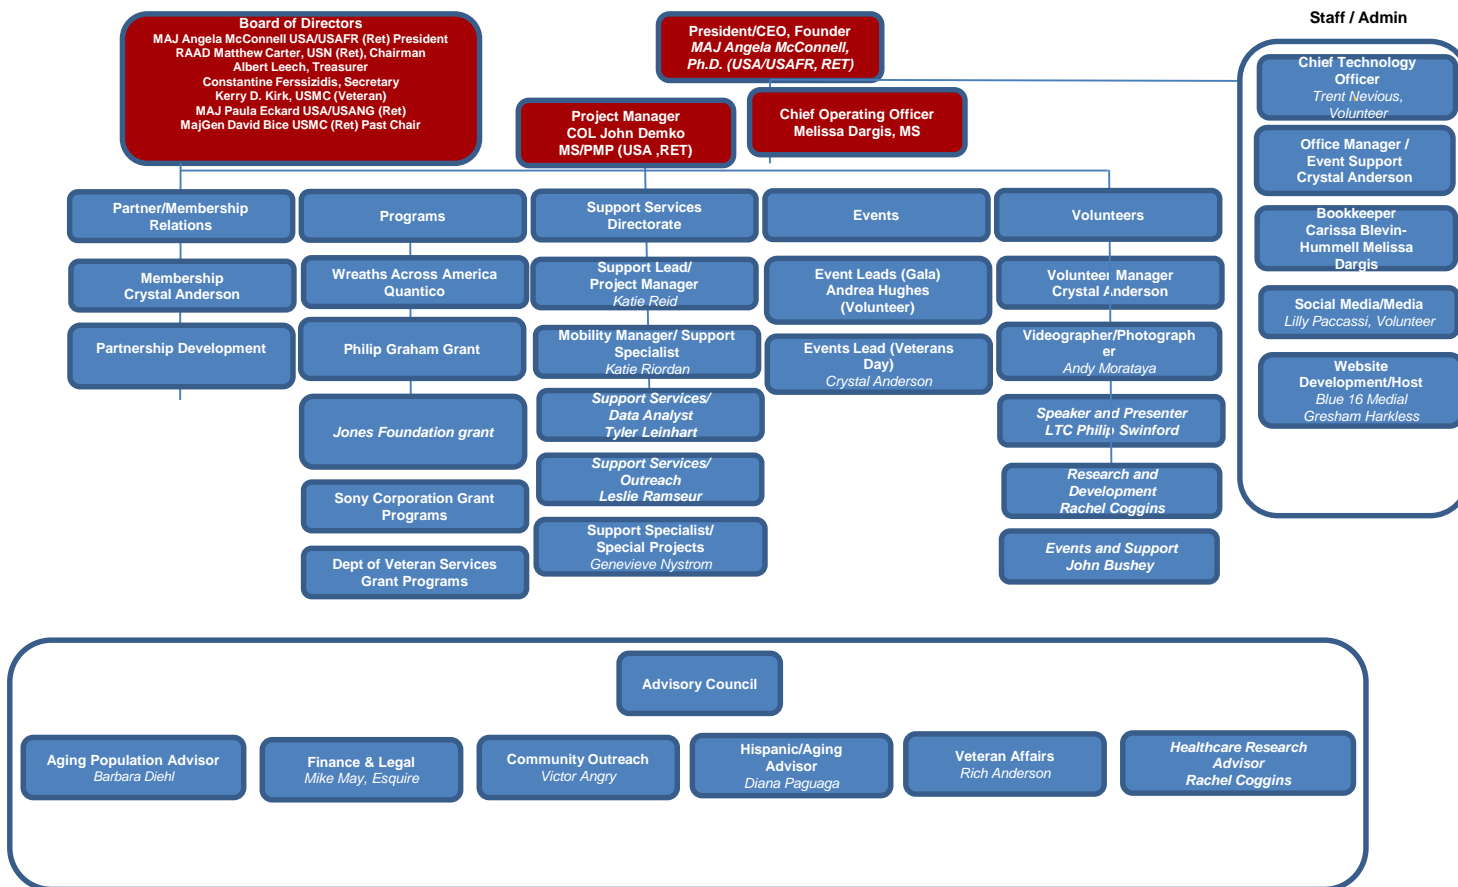 Board of Directors
MAJ Angela McConnell USA/USAFR (Ret) President
RAAD Matthew Carter, USN (Ret), Chairman
Albert Leech, Treasurer
Constantine Ferssizidis, Secretary
Kerry D. Kirk, USMC (Veteran)
MAJ Paula Eckard USA/USANG (Ret)
MajGen David Bice USMC (Ret) Past Chair
President/CEO, Founder
MAJ Angela McConnell,
Ph.D. (USA/USAFR, RET)
Project Manager
COL John Demko
MS/PMP (USA ,RET)
Chief Operating Officer
Melissa Dargis, MS
Staff / Admin
Chief Technology
Officer
Trent Nevious,
Volunteer
Office Manager /
Event Support
Crystal Anderson
Bookkeeper
Carissa Blevin-
Hummell Melissa
Dargis
Social Media/Media
Lilly Paccassi, Volunteer
Website
Development/Host
Blue 16 Medial
Gresham Harkless
Partner/Membership
Relations
Membership
Crystal Anderson
Partnership Development
Programs
Wreaths Across America
Quantico
Philip Graham Grant
Jones Foundation grant
Sony Corporation Grant
Programs
Dept of Veteran Services
Grant Programs
Support Services
Directorate
Support Lead/
Project Manager
Katie Reid
Mobility Manager/ Support
Specialist
Katie Riordan
Support Services/
Data Analyst
Tyler Leinhart
Support Services/
Outreach
Leslie Ramseur
Support Specialist/
Special Projects
Genevieve Nystrom
Events
Event Leads (Gala)
Andrea Hughes
(Volunteer)
Events Lead (Veterans
Day)
Crystal Anderson
Volunteers
Volunteer Manager
Crystal Anderson
Videographer/Photograph
er
Andy Morataya
Speaker and Presenter
LTC Philip Swinford
Research and
Development
Rachel Coggins
Events and Support
John Bushey
Advisory Council
Aging Population Advisor
Barbara Diehl
Finance & Legal
Mike May, Esquire
Community Outreach
Victor Angry
Hispanic/Aging
Advisor
Diana Paguaga
Veteran Affairs
Rich Anderson
Healthcare Research
Advisor
Rachel Coggins